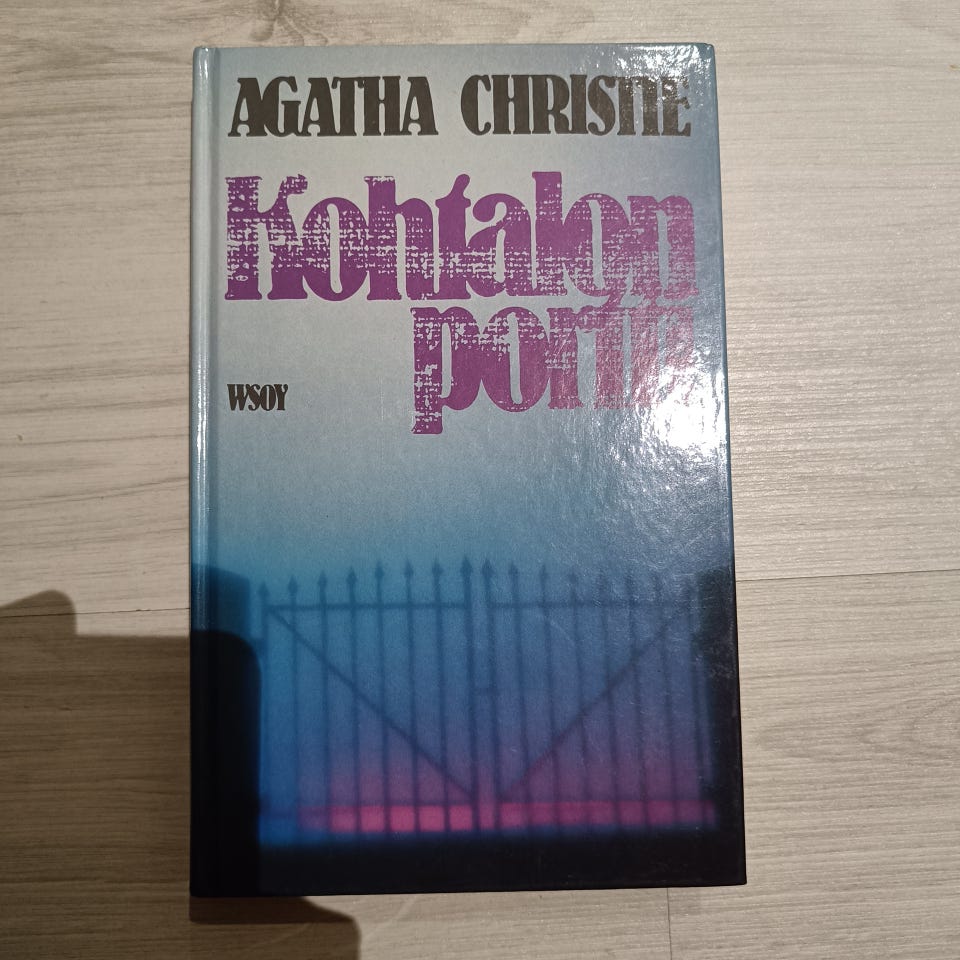 AGATHA CHRISTIE
Kohtalon
portti
WSOY